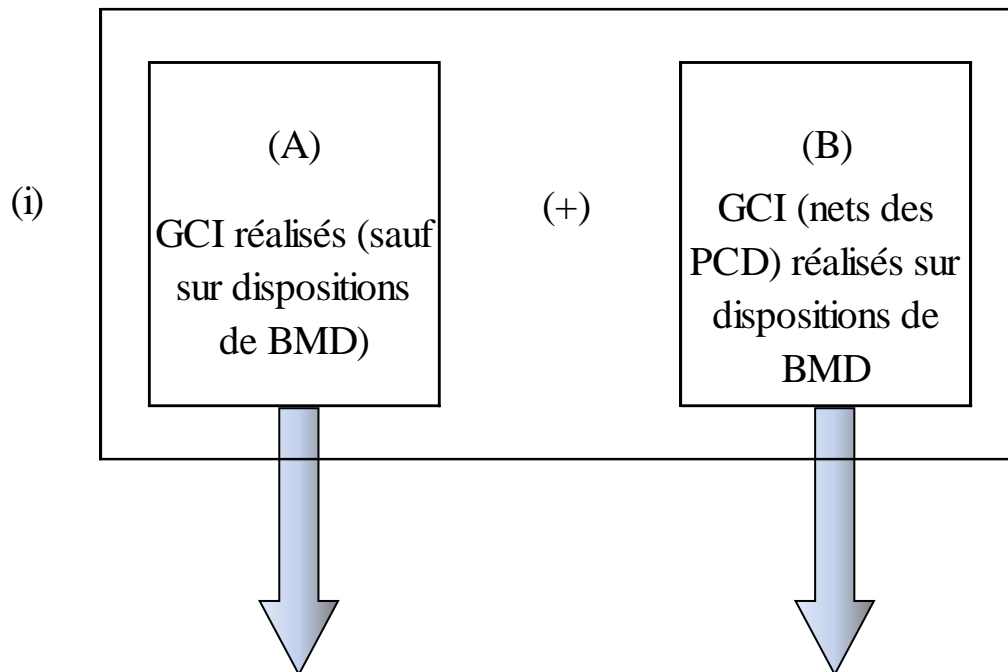 (i)
(A)
GCI réalisés (sauf
sur dispositions
de BMD)
(+)
(B)
GCI (nets des
PCD) réalisés sur
dispositions de
BMD